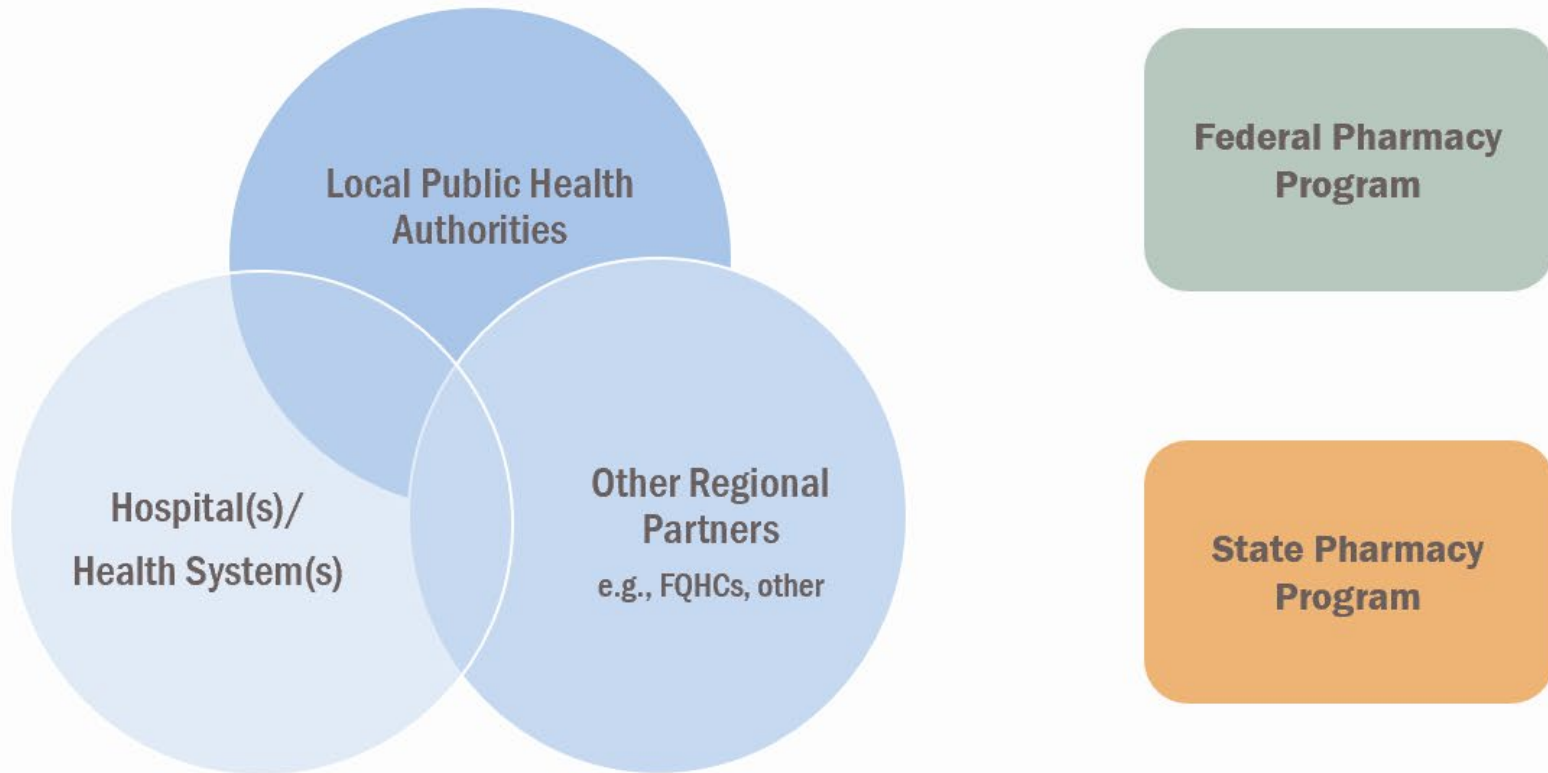 Local Public Health
Authorities
Hospital(s)/
Health System(s)
Other Regional
Partners
e.g., FQHCs, other
Federal Pharmacy
Program
State Pharmacy
Program